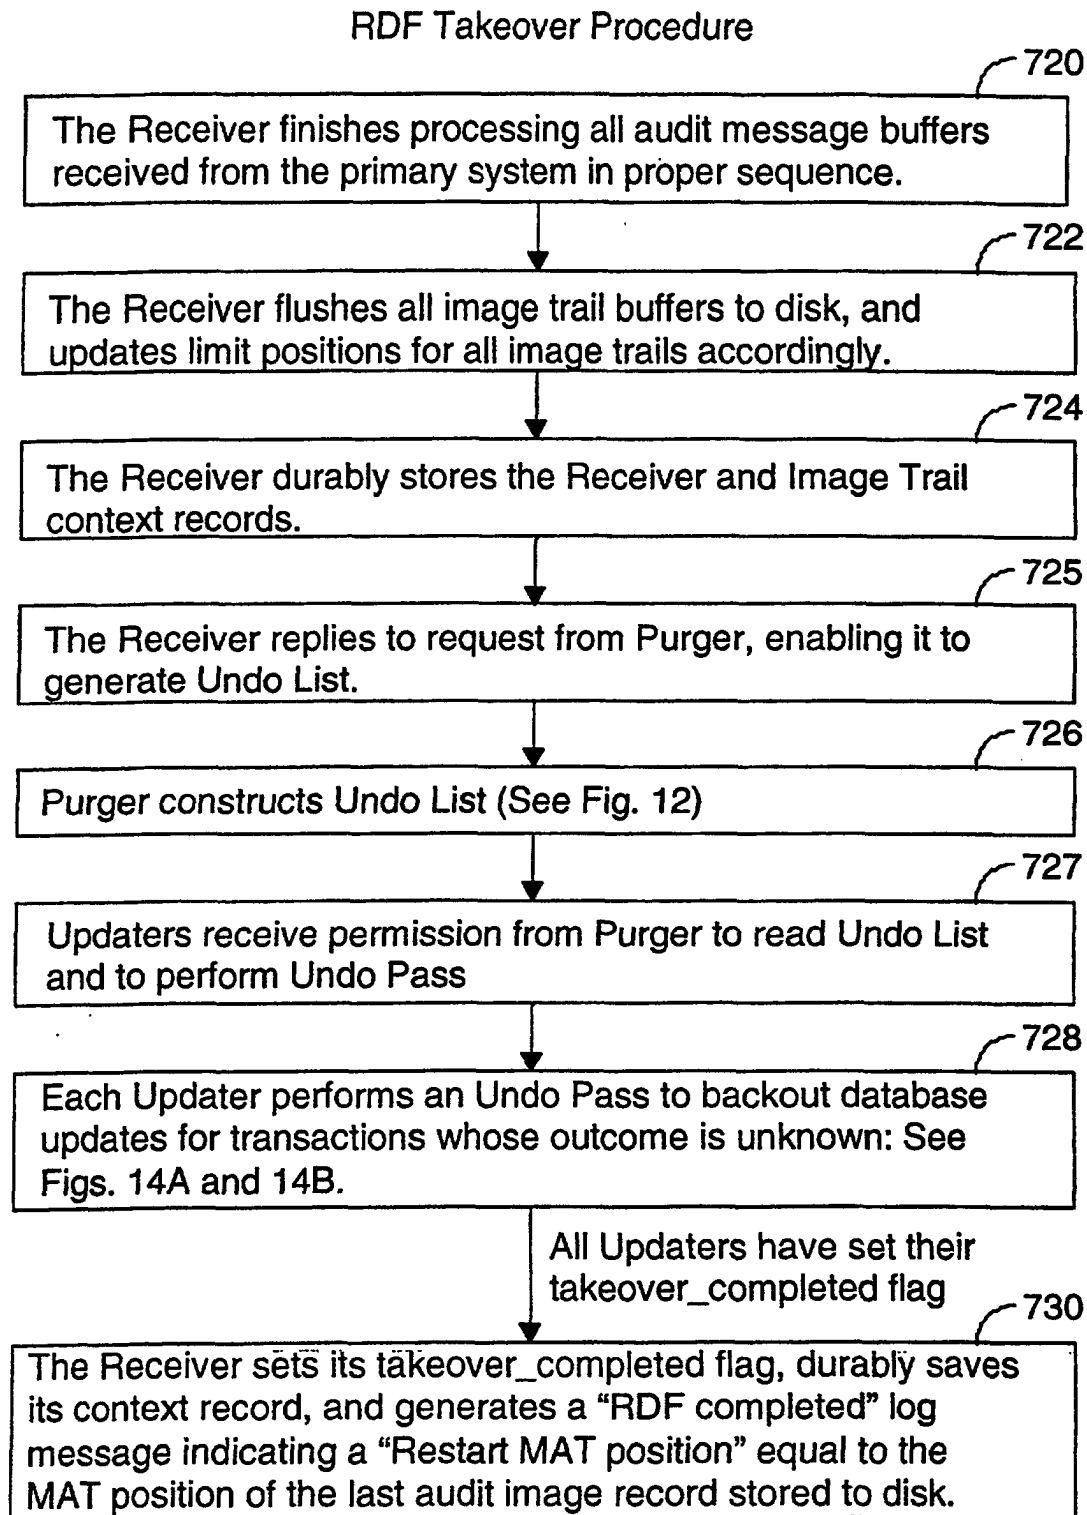 RDF Takeover Procedure
720
The Receiver finishes processing all audit message buffers
received from the primary system in proper sequence.
722
The Receiver flushes all image trail buffers to disk, and
updates limit positions for all image trails accordingly.
724
The Receiver durably stores the Receiver and Image Trail
context records.
725
The Receiver replies to request from Purger, enabling it to
generate Undo List.
726
Purger constructs Undo List (See Fig. 12)
727
Updaters receive permission from Purger to read Undo List
and to perform Undo Pass
728
Each Updater performs an Undo Pass to backout database
updates for transactions whose outcome is unknown: See
Figs. 14A and 14B.
All Updaters have set their
takeover_completed flag
730
The Receiver sets its takeover_completed flag, durably saves
its context record, and generates a “RDF completed” log
message indicating a “Restart MAT position” equal to the
MAT position of the last audit image record stored to disk.